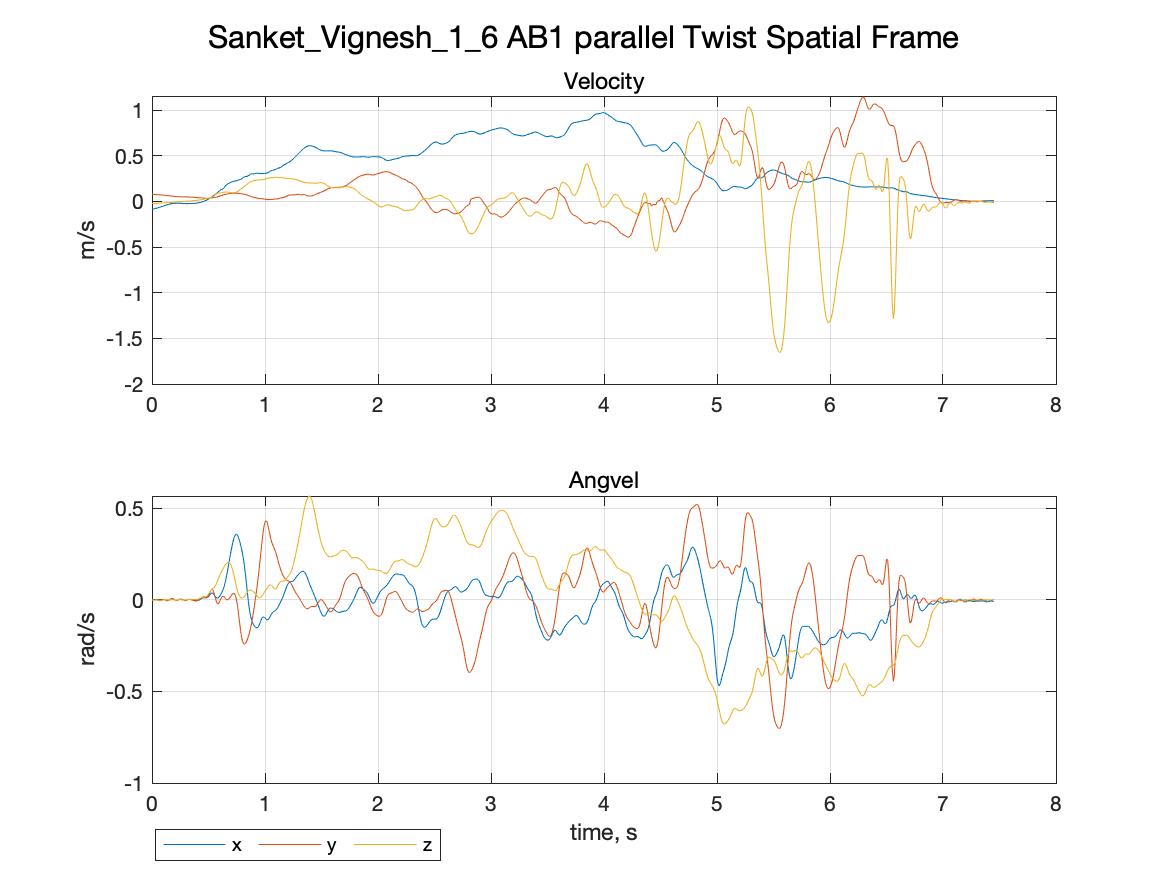 Sanket_Vignesh_1_6 AB1 parallel Twist Spatial Frame
Velocity
1
0.5
0
-0.5
-1
-1.5
-2
m/s
0 1 2 3 4 5 6 7 8
Angvel
0.5
0
-0.5
-1
rad/s
0 1 2 3 4 5 6 7 8
time, s
x y z